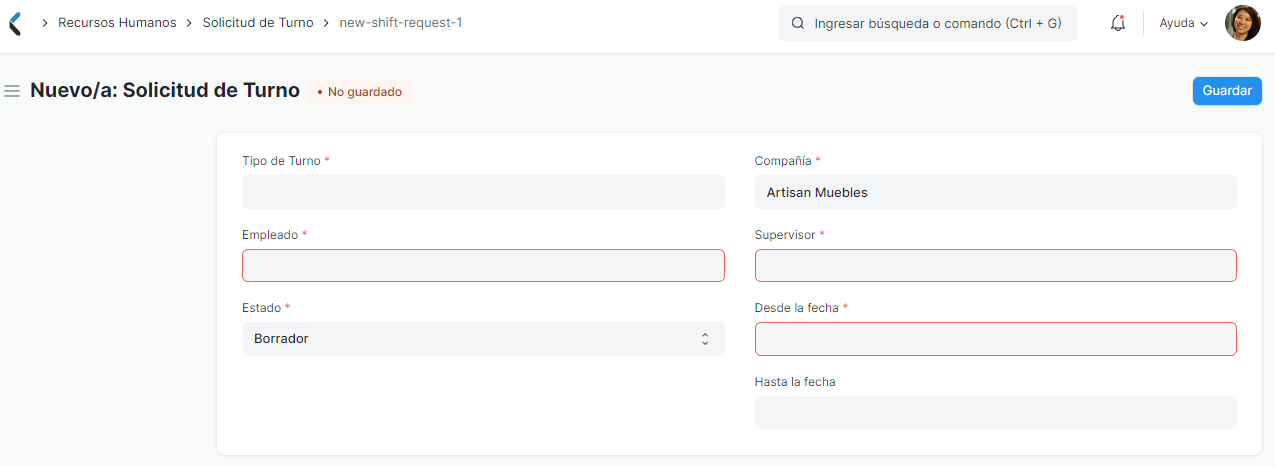 Recursos Humanos > Solicitud de Turno > new-shift-request-1
Ingresar búsqueda o comando (Ctrl + G)
Ayuda
Nuevo/a: Solicitud de Turno
• No guardado
Guardar
Tipo de Turno *
Compañía *
Artisan Muebles
Empleado *
Supervisor *
Estado *
Borrador
Desde la fecha *
Hasta la fecha